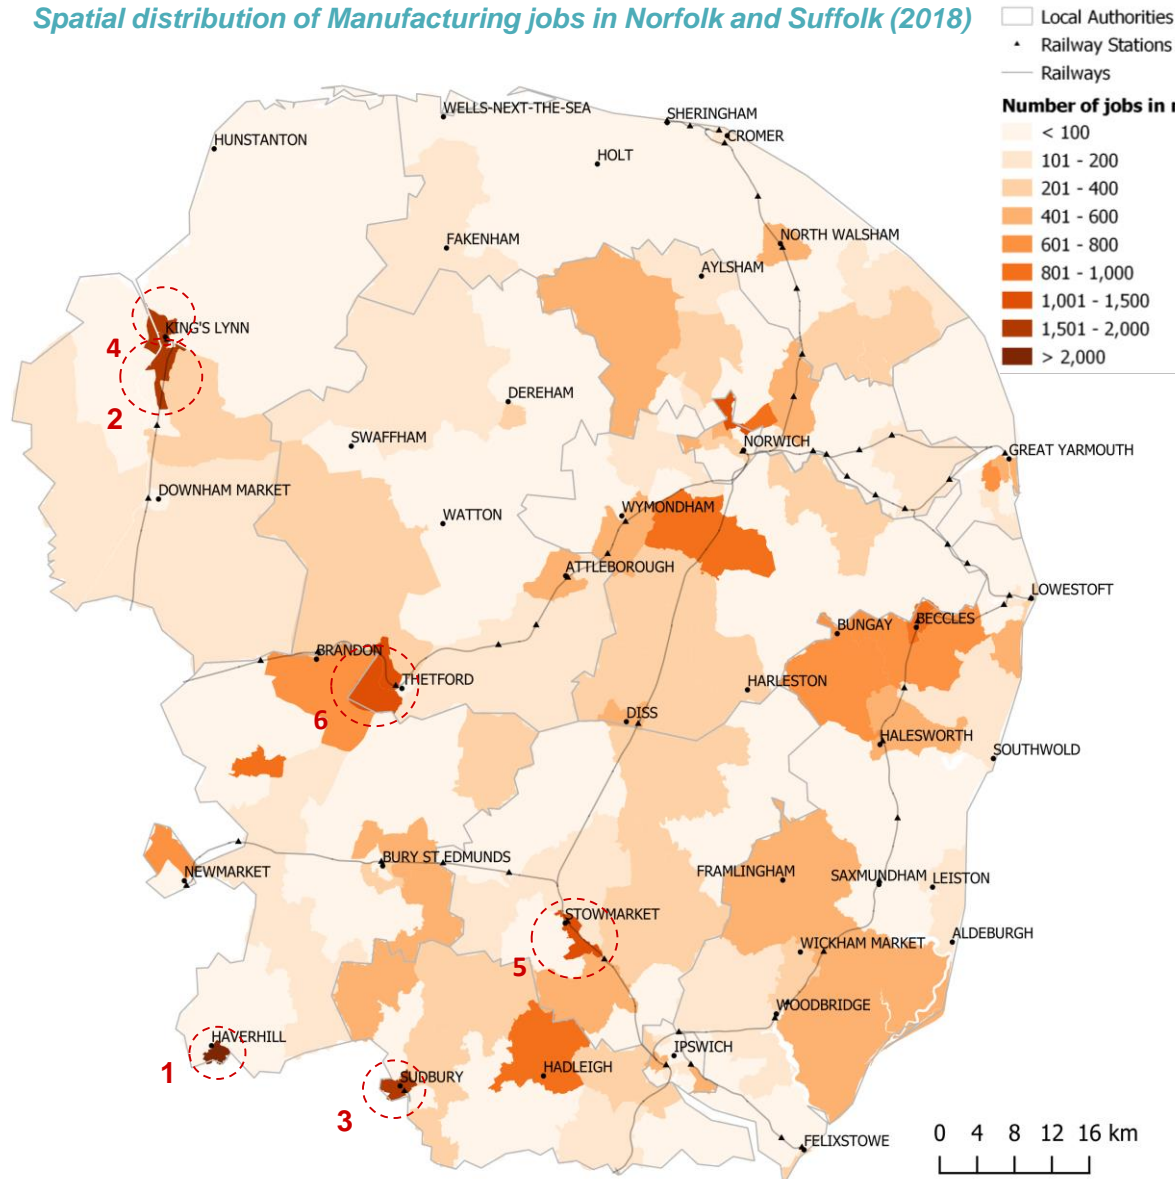 Spatial distribution of Manufacturing jobs in Norfolk and Suffolk (2018)
Local Authorities
Railway Stations
Railways
Number of jobs in
< 100
101 - 200
201 - 400
401 - 600
601 - 800
801 - 1,000
1,001 - 1,500
1,501 - 2,000
> 2,000
WELLS-NEXT-THE-SEA
SHERINGHAM
CROMER
HUNSTANTON
HOLT
NORTH WALSHAM
FAKENHAM
AYLSHAM
KING'S LYNN
4
2
DEREHAM
SWAFFHAM
NORWICH
GREAT YARMOUTH
DOWNHAM MARKET
WYMONDHAM
WATTON
ATTLEBOROUGH
LOWESTOFT
BECCLES
BUNGAY
BRANDON
THETFORD
HARLESTON
6
DISS
HALESWORTH
SOUTHWOLD
BURY ST EDMUNDS
NEWMARKET
FRAMLINGHAM
SAXMUNDHAM
LEISTON
STOWMARKET
ALDEBURGH
WICKHAM MARKET
5
WOODBRIDGE
HAVERHILL
IPSWICH
1
HADLEIGH
SUDBURY
3
FELIXSTOWE
0 4 8 12 16 km